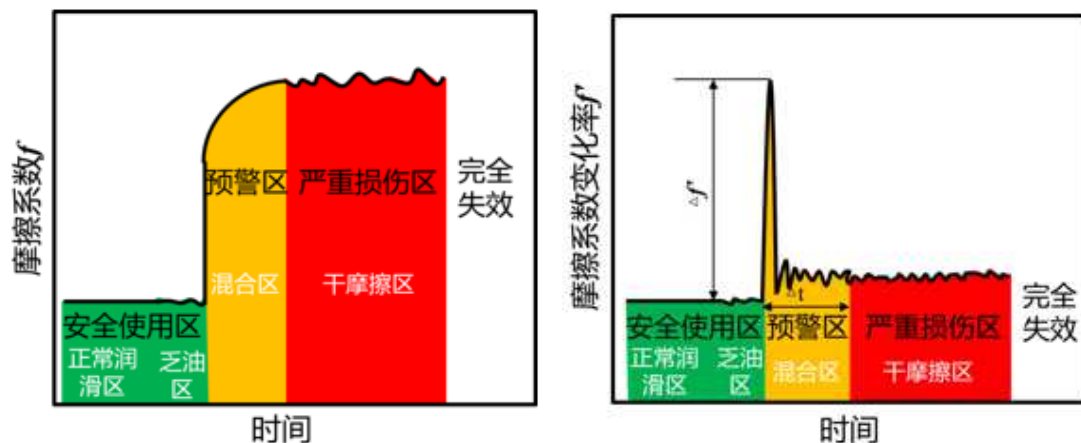 摩擦系数f
预警区
严重损伤区
完全
失效
混合区
干摩擦区
安全使用区
正常润
滑区
乏油
区
时间
摩擦系数变化率f'
△f'
△t
完全
失效
安全使用区
预警区
严重损伤区
正常润
滑区
乏油
区
混合区
干摩擦区
时间